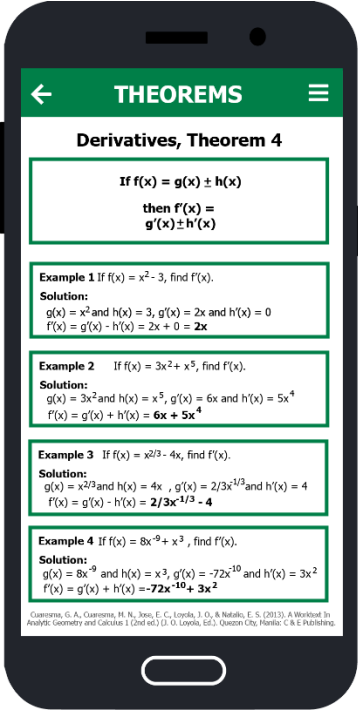 THEOREMS
Derivatives, Theorem 4
If f(x) = g(x) ± h(x)
then f'(x) =
g'(x)±h'(x)
Example 1 If f(x) = x² - 3, find f'(x).
Solution:
g(x) = x² and h(x) = 3, g'(x) = 2x and h'(x) = 0
f'(x) = g'(x) - h'(x) = 2x + 0 = 2x
Example 2 If f(x) = 3x² + x⁵, find f'(x).
Solution:
g(x) = 3x² and h(x) = x⁵, g'(x) = 6x and h'(x) = 5x⁴
f'(x) = g'(x) + h'(x) = 6x + 5x⁴
Example 3 If f(x) = x²/³ - 4x, find f'(x).
Solution:
g(x) = x²/³ and h(x) = 4x , g'(x) = 2/3x¹/³ and h'(x) = 4
f'(x) = g'(x) - h'(x) = 2/3x⁻¹/³ - 4
Example 4 If f(x) = 8x⁻⁹ + x³ , find f'(x).
Solution:
g(x) = 8x⁻⁹ and h(x) = x³, g'(x) = -72x⁻¹⁰ and h'(x) = 3x²
f'(x) = g'(x) + h'(x) =-72x⁻¹⁰+ 3x²
Cuaresma, G. A., Cuaresma, M. N., Jose, E. C., Loyola, J. O., & Natalio, E. S. (2013). A Worktext In
Analytic Geometry and Calculus 1 (2nd ed.) (J. O. Loyola, Ed.). Quezon City, Manila: C & E Publishing.